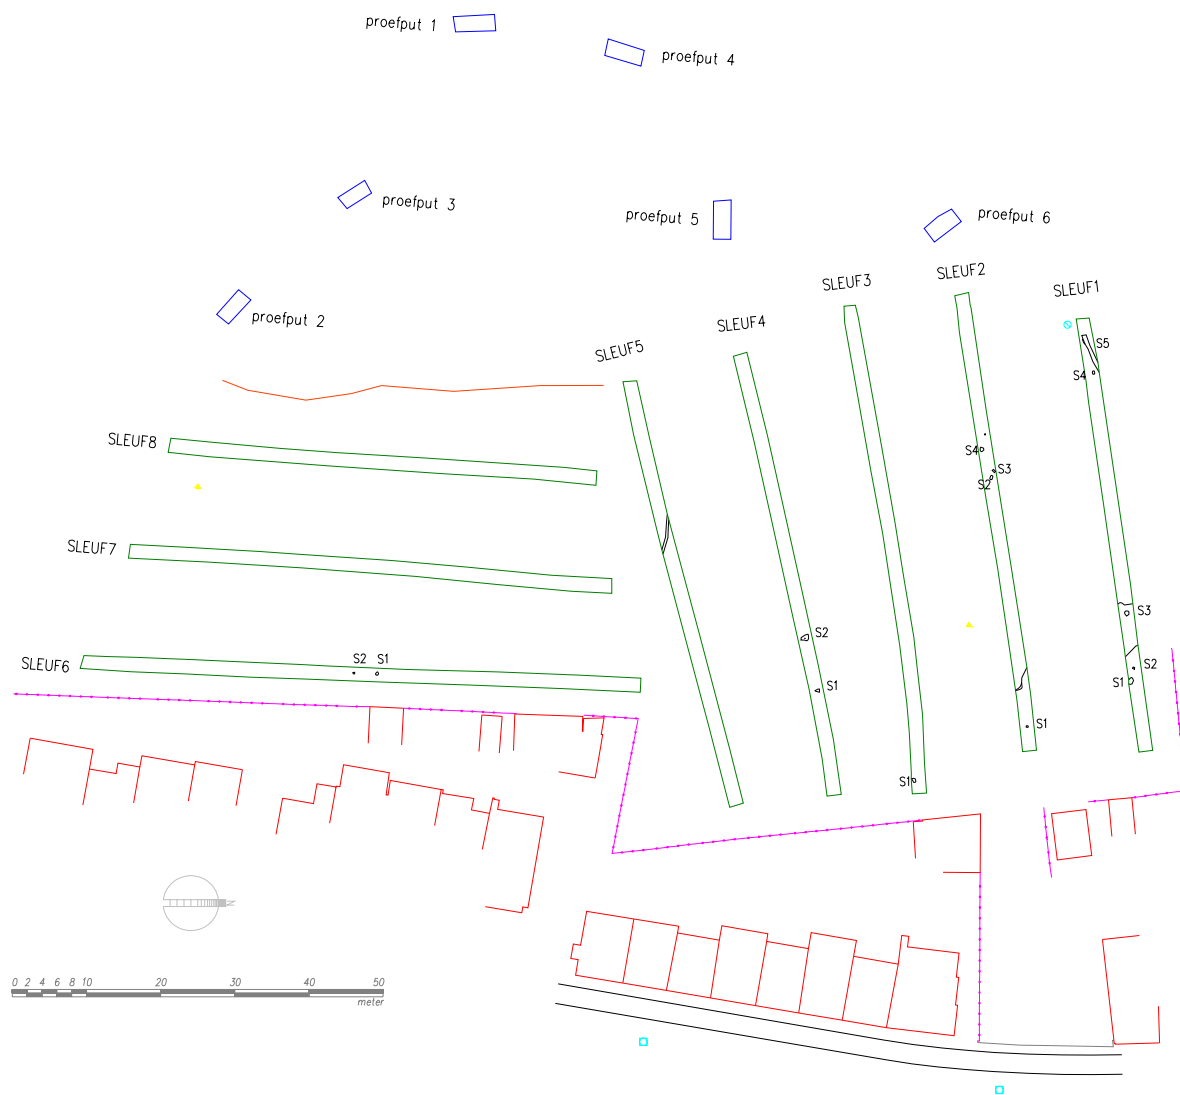 proefput 1
proefput 4
proefput 3
proefput 5
proefput 6
SLEUF2
SLEUF3
SLEUF1
proefput 2
SLEUF4
SLEUF5
S5
S4
SLEUF8
S4
S3
S2
SLEUF7
S3
S2
SLEUF6
S2 S1
S2
S1
S1
S1
S1
N
0 2 4 6 8 10 20 30 40 50
meter